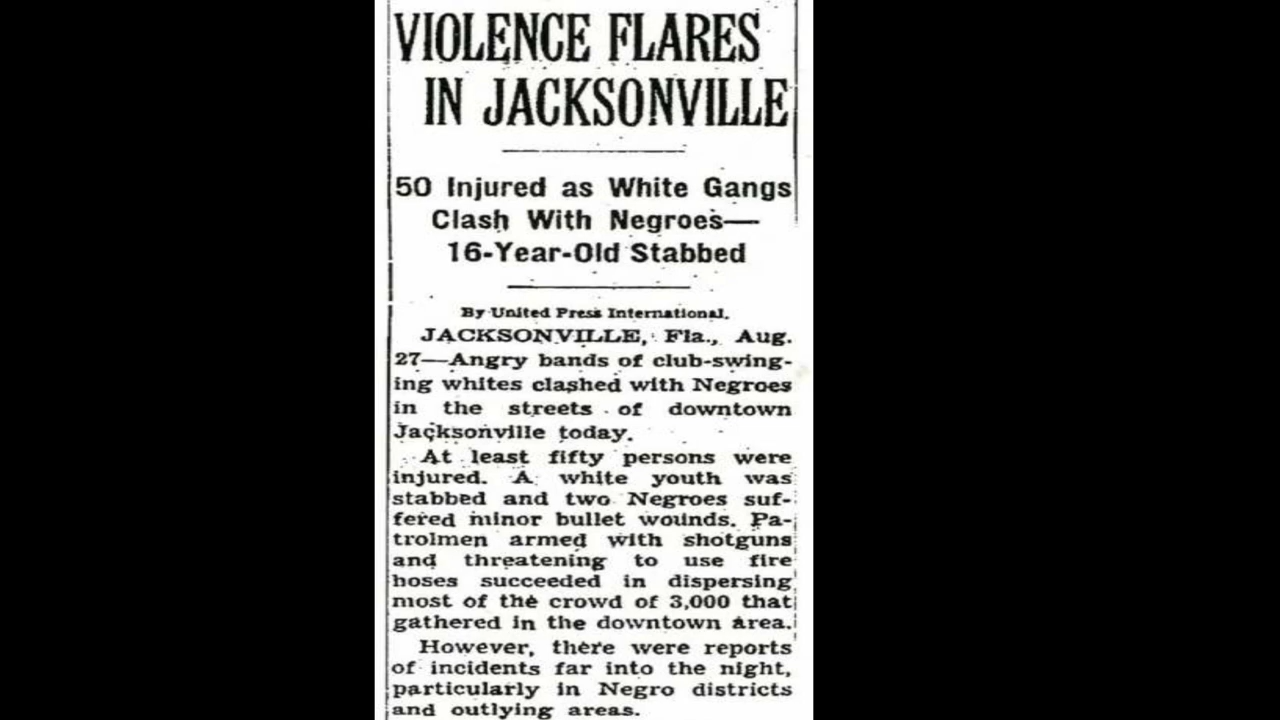 VIOLENCE FLARES
IN JACKSONVILLE
50 Injured as White Gangs
Clash With Negroes—
16-Year-Old Stabbed
By United Press International.
JACKSONVILLE, Fla., Aug.
27—Angry bands of club-swing-
ing whites clashed with Negroes
in the streets of downtown
Jacksonville today.
At least fifty persons were
injured. A white youth was
stabbed and two Negroes suf-
fered minor bullet wounds. Pa-
trolmen armed with shotguns
and threatening to use fire
hoses succeeded in dispersing
most of the crowd of 3,000 that
gathered in the downtown area.
However, there were reports
of incidents far into the night,
particularly in Negro districts
and outlying areas.